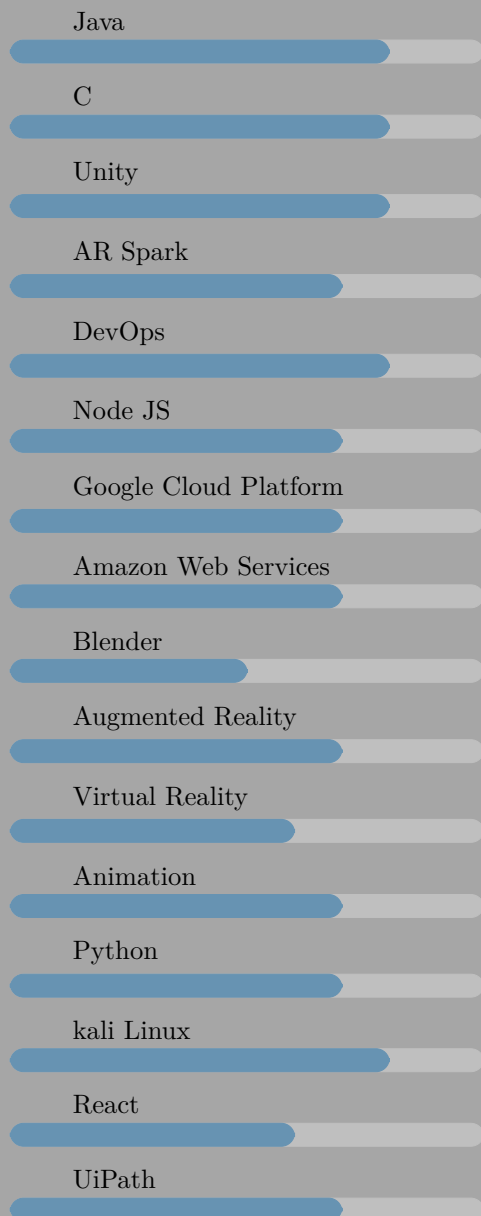 Java
C
Unity
AR Spark
DevOps
Node JS
Google Cloud Platform
Amazon Web Services
Blender
Augmented Reality
Virtual Reality
Animation
Python
kali Linux
React
UiPath